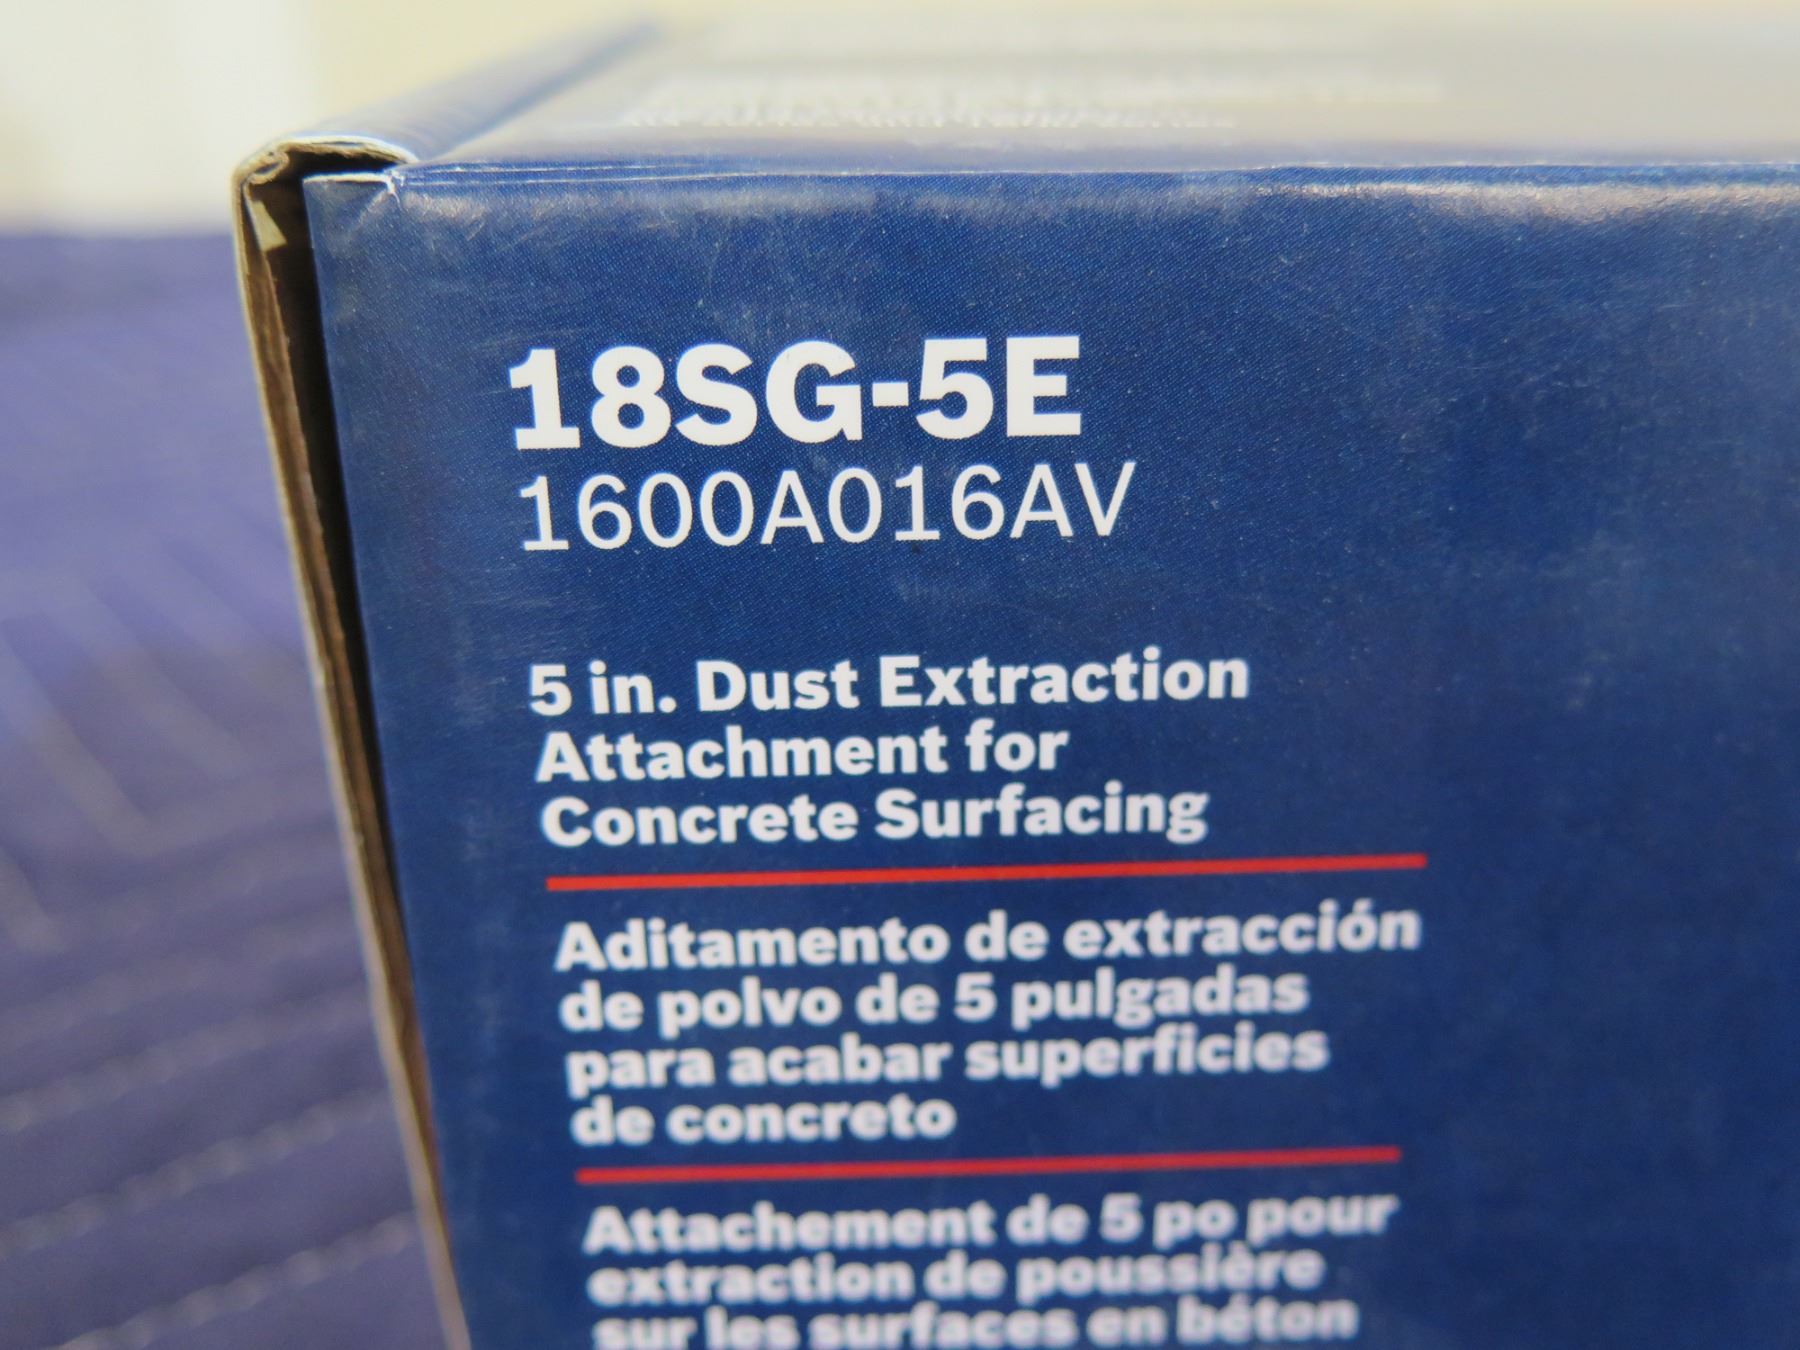 18SG-5E
1600A016AV
5 in. Dust Extraction
Attachment for
Concrete Surfacing
Aditamento de extracción
de polvo de 5 pulgadas
para acabar superficies
de concreto
Attachement de 5 po pour
extraction de poussière
sur les surfaces en béton